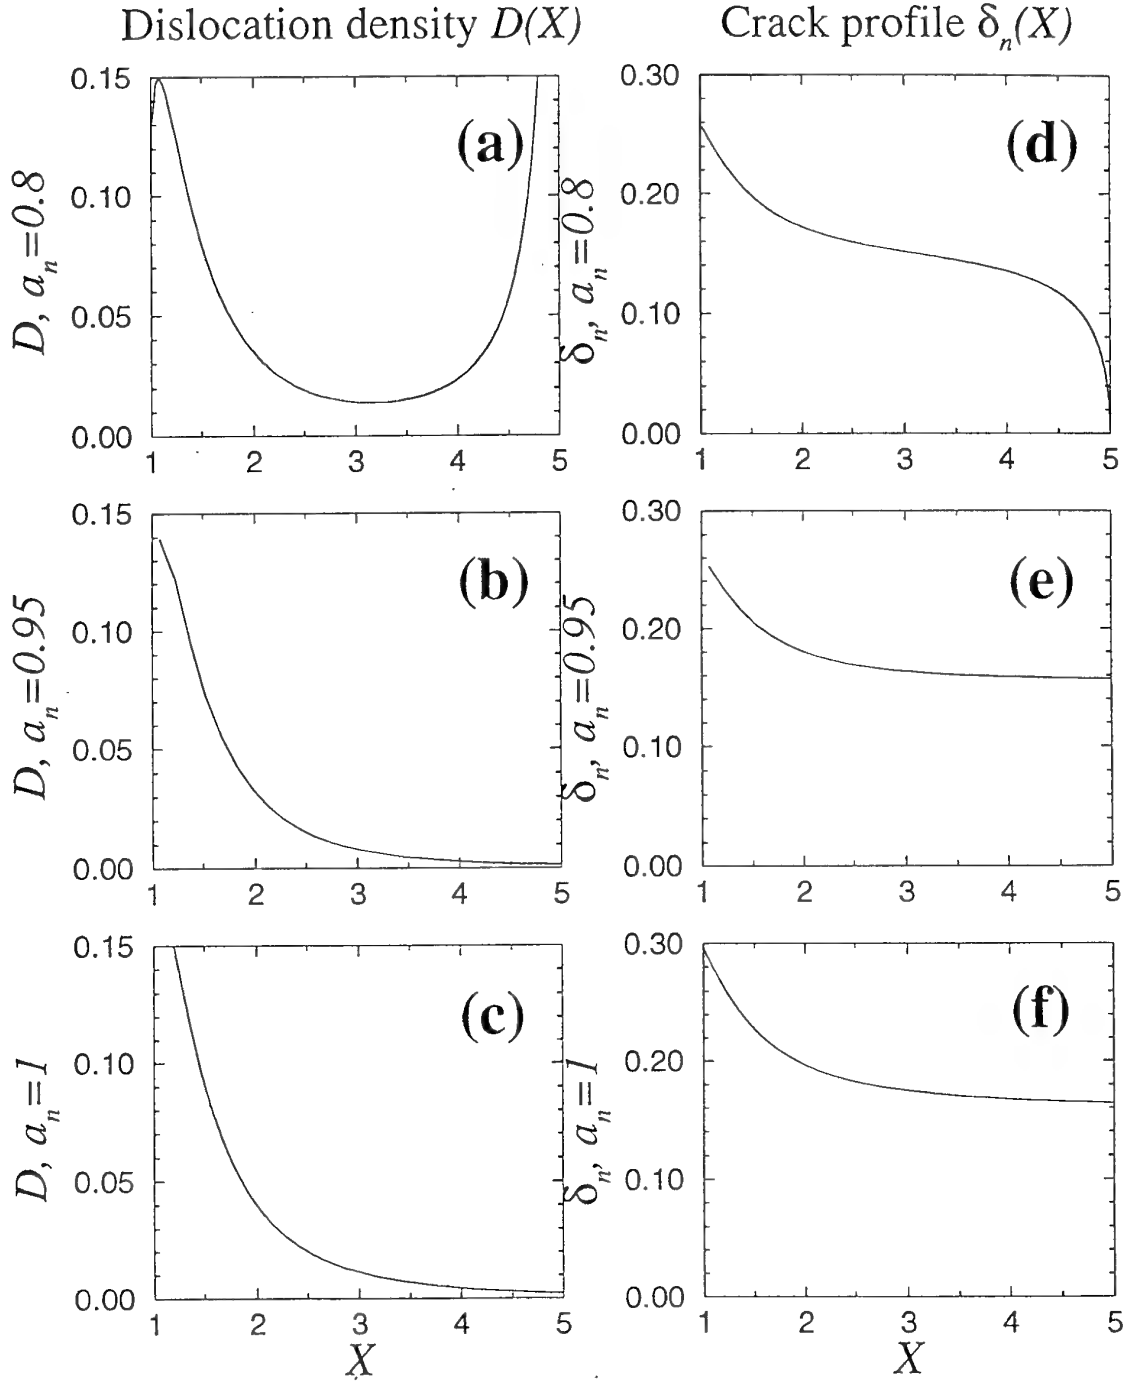 Dislocation density D(X)
Crack profile δn(X)
D, an=0.8
0.15
0.10
0.05
0.00
1 2 3 4 5
(a)
δn, an=0.8
0.30
0.20
0.10
0.00
1 2 3 4 5
(d)
D, an=0.95
0.15
0.10
0.05
0.00
1 2 3 4 5
(b)
δn, an=0.95
0.30
0.20
0.10
0.00
1 2 3 4 5
(e)
D, an=1
0.15
0.10
0.05
0.00
1 2 3 4 5
(c)
X
δn, an=1
0.30
0.20
0.10
0.00
1 2 3 4 5
(f)
X